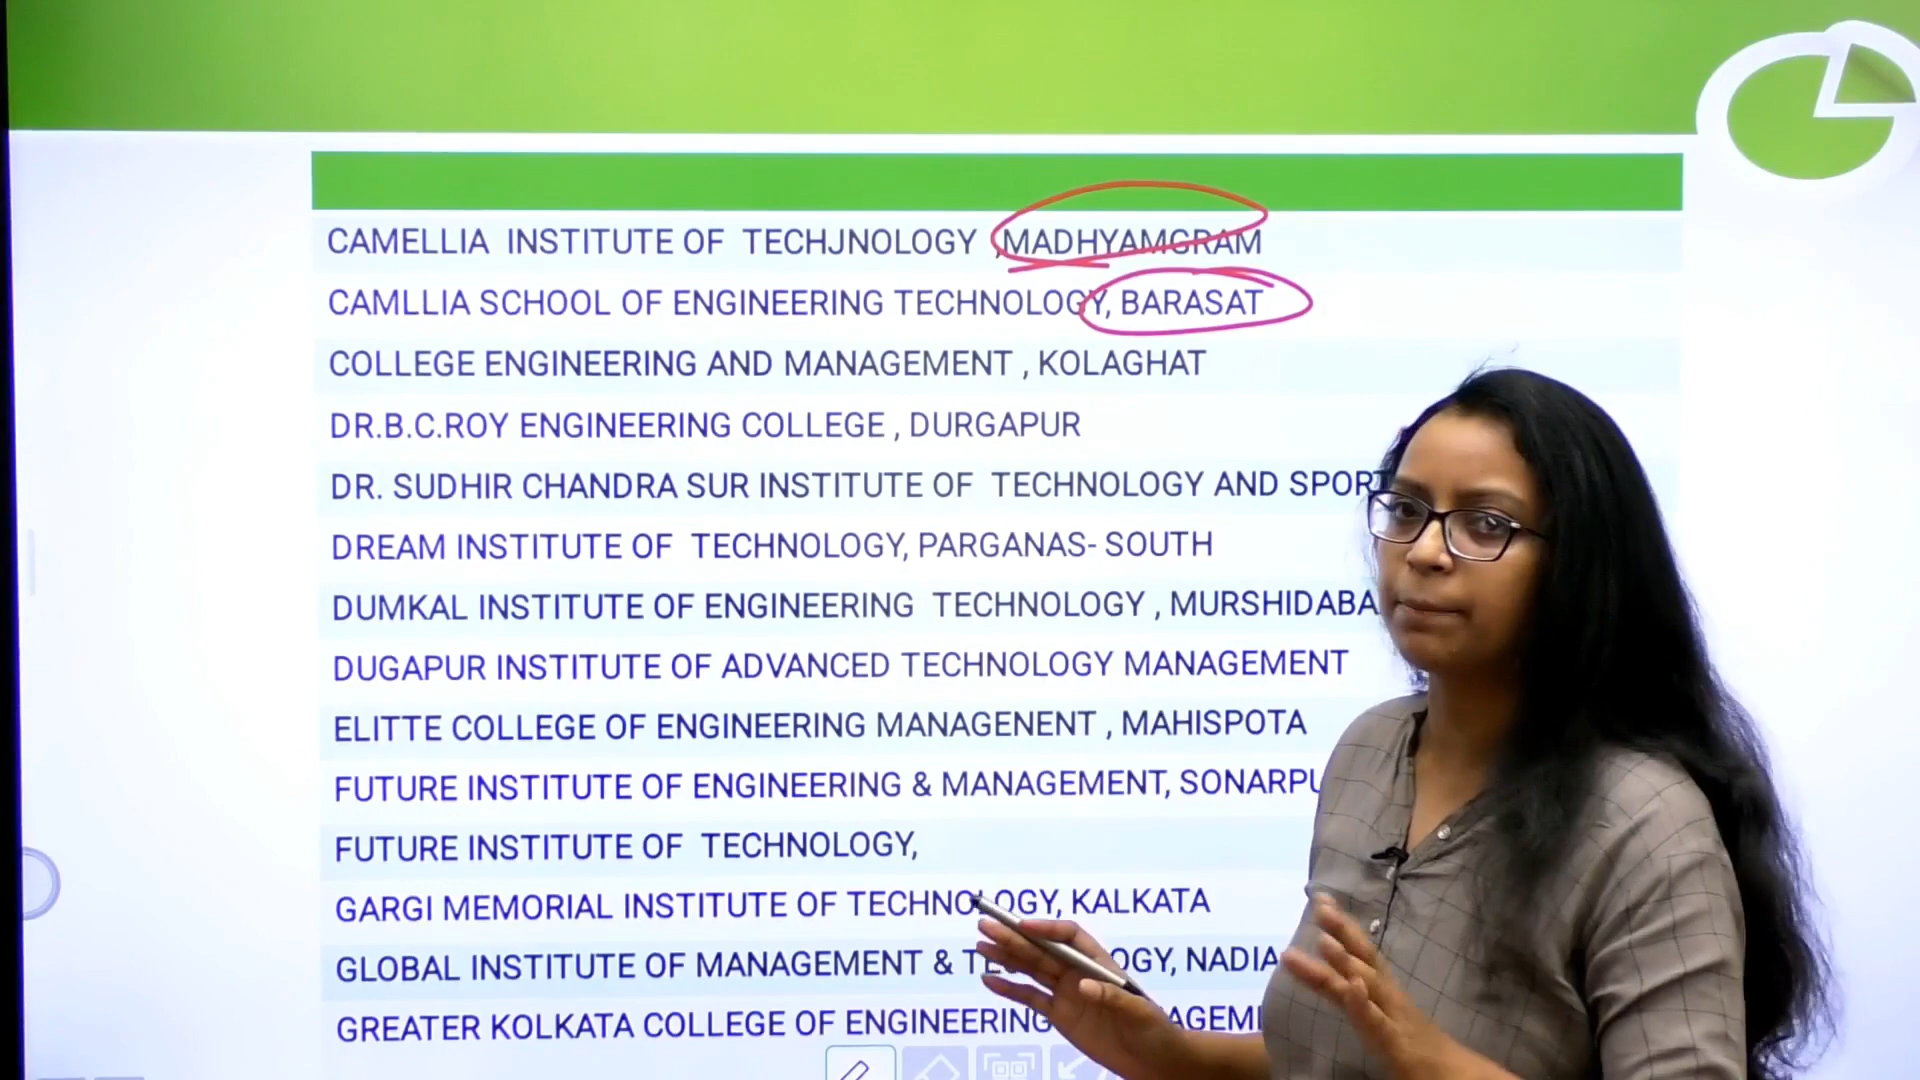 CAMELLIA INSTITUTE OF TECHJNOLOGY ,MADHYAMGRAM
CAMLLIA SCHOOL OF ENGINEERING TECHNOLOGY, BARASAT
COLLEGE ENGINEERING AND MANAGEMENT , KOLAGHAT
DR.B.C.ROY ENGINEERING COLLEGE , DURGAPUR
DR. SUDHIR CHANDRA SUR INSTITUTE OF TECHNOLOGY AND SPORT
DREAM INSTITUTE OF TECHNOLOGY, PARGANAS- SOUTH
DUMKAL INSTITUTE OF ENGINEERING TECHNOLOGY , MURSHIDABA
DUGAPUR INSTITUTE OF ADVANCED TECHNOLOGY MANAGEMENT
ELITTE COLLEGE OF ENGINEERING MANAGENENT , MAHISPOTA
FUTURE INSTITUTE OF ENGINEERING & MANAGEMENT, SONARPU
FUTURE INSTITUTE OF TECHNOLOGY,
GARGI MEMORIAL INSTITUTE OF TECHNOLOGY, KALKATA
GLOBAL INSTITUTE OF MANAGEMENT & OGY, NADIA
GREATER KOLKATA COLLEGE OF ENGINEERING